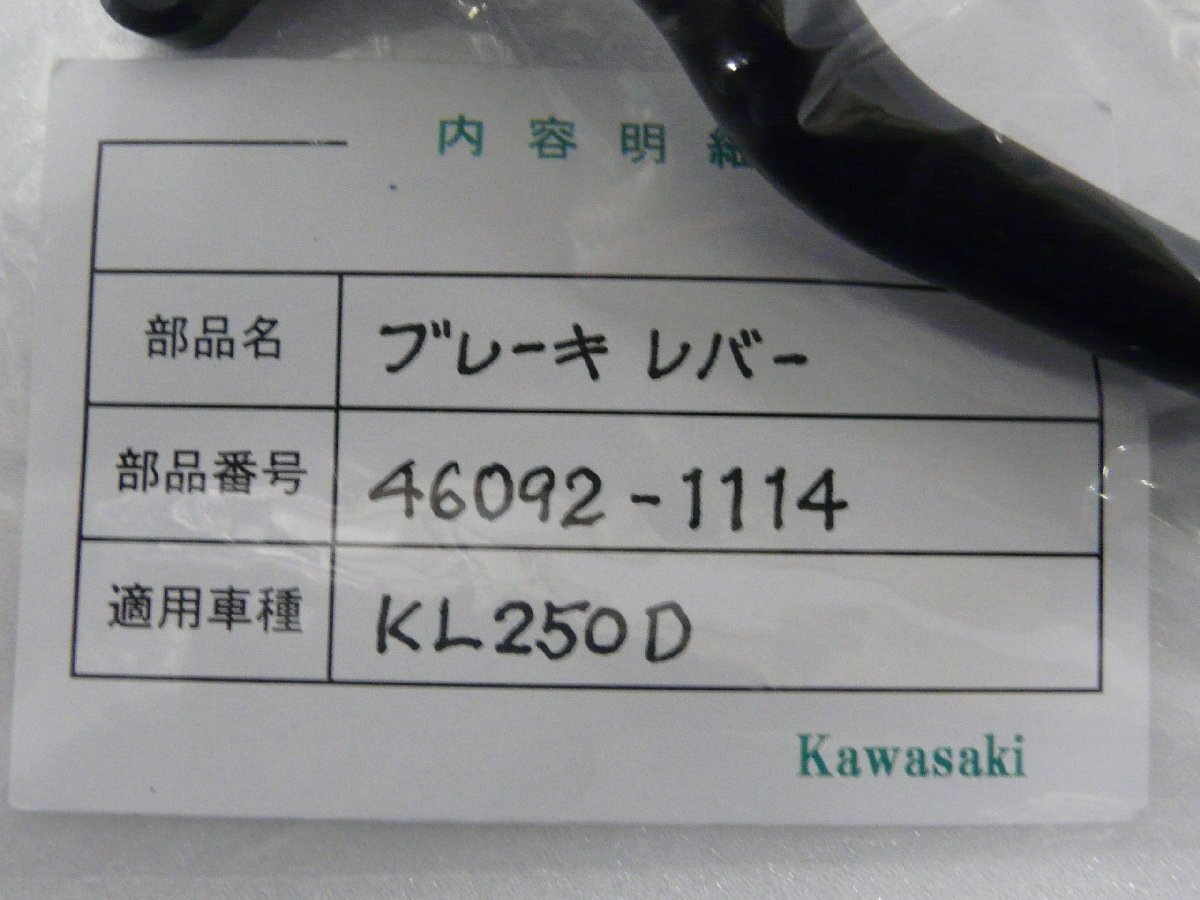 内容明細
部品名 ブレーキ レバー
部品番号 46092-1114
適用車種 KL250D
Kawasaki